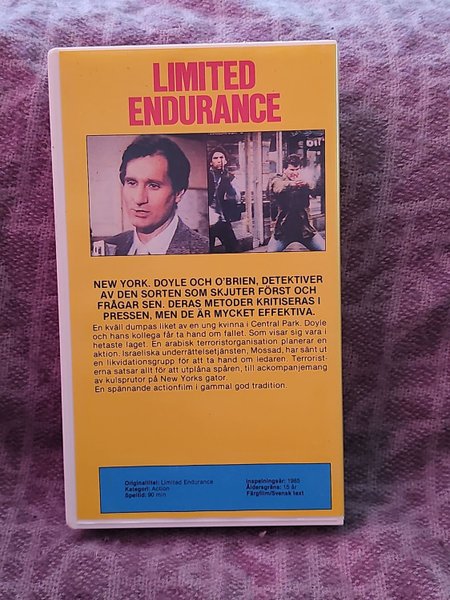 LIMITED
ENDURANCE
NEW YORK. DOYLE OCH O'BRIEN, DETEKTIVER
AV DEN SORTEN SOM SKJUTER FÖRST OCH
FRÅGAR SEN. DERAS METODER KRITISERAS I
PRESSEN, MEN DE ÄR MYCKET EFFEKTIVA.
En kväll dumpas liket av en ung kvinna i Central Park. Doyle
och hans kollega får ta hand om fallet. Som visar sig vara i
hetaste laget. En arabisk terroristorganisation planerar en
aktion. Israeliska underrättelsetjänsten, Mossad, har sänt ut
en likvidationsgrupp för att ta hand om ledaren. Terrorist
erna satsar allt för att utplåna spåren, till ackompanjemang
av kulsprutor på New Yorks gator.
En spännande actionfilm i gammal god tradition.
Originaltitel: Limited Endurance
Kategori: Action
Speltid: 90 min
Inspelningsår: 1985
Åldersgräns: 15 år
Färgfilm/Svensk text